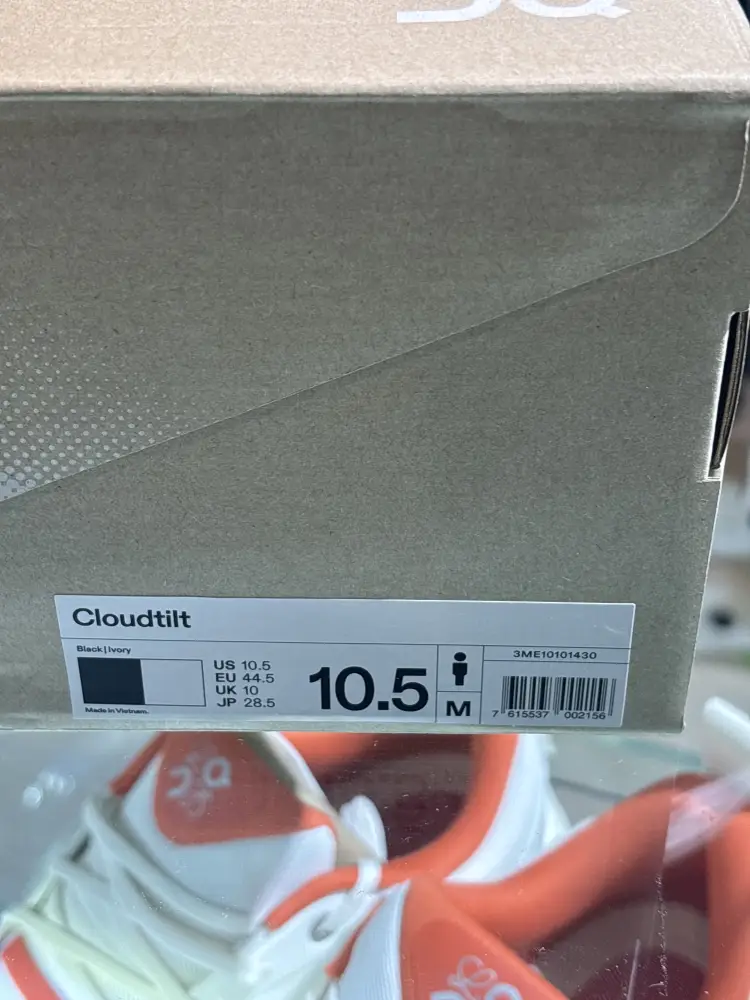 Cloudtilt
Black | Ivory
US 10.5
EU 44.5
UK 10
JP 28.5
Made in Vietnam.
10.5
M
3ME10101430
7 615537 002156